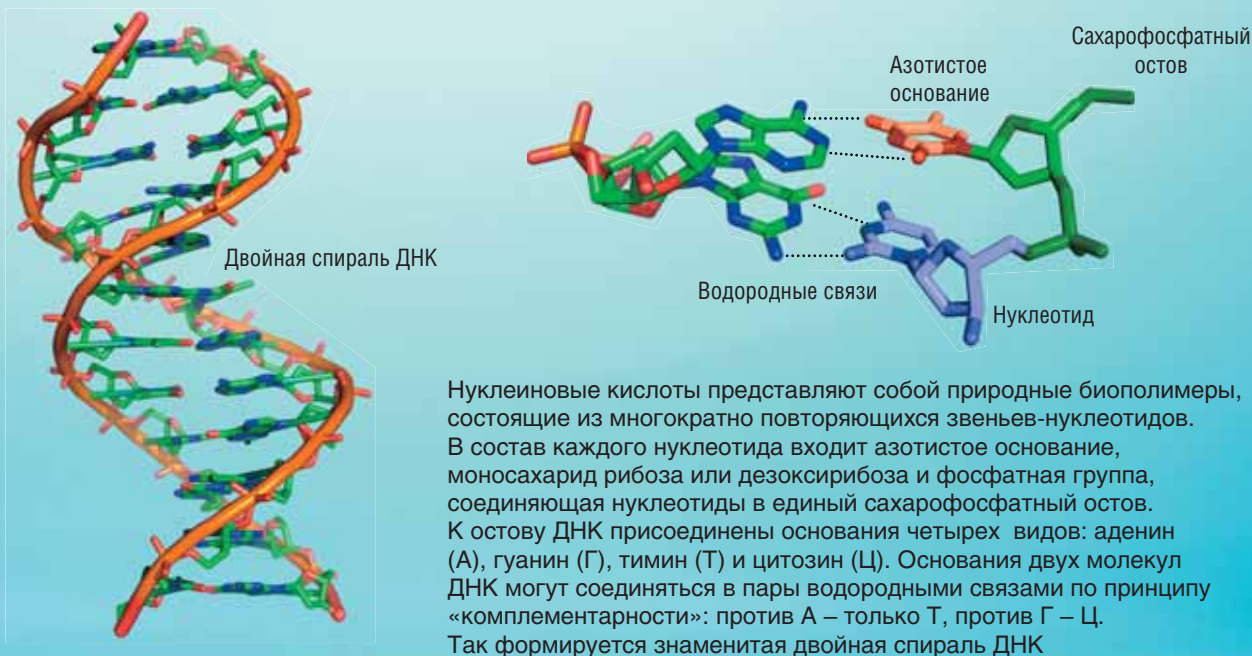 Сахарофосфатный
остов
Азотистое
основание
Двойная спираль ДНК
Водородные связи
Нуклеотид
Нуклеиновые кислоты представляют собой природные биополимеры,
состоящие из многократно повторяющихся звеньев-нуклеотидов.
В состав каждого нуклеотида входит азотистое основание,
моносахарид рибоза или дезоксирибоза и фосфатная группа,
соединяющая нуклеотиды в единый сахарофосфатный остов.
К остову ДНК присоединены основания четырех видов: аденин
(А), гуанин (Г), тимин (Т) и цитозин (Ц). Основания двух молекул
ДНК могут соединяться в пары водородными связами по принципу
«комплементарности»: против А – только Т, против Г – Ц.
Так формируется знаменитая двойная спираль ДНК